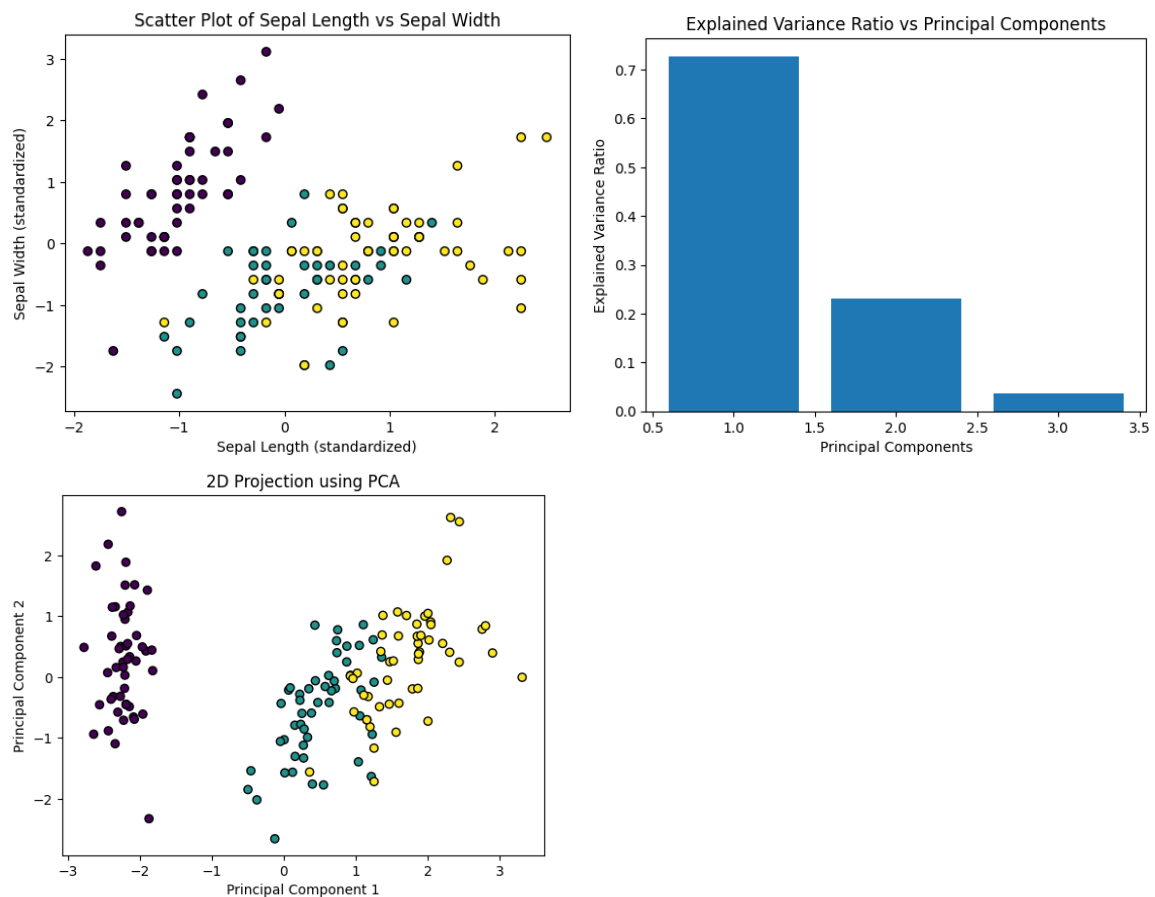 Scatter Plot of Sepal Length vs Sepal Width
Sepal Width (standardized)
3
2
1
0
−1
−2
−2 −1 0 1 2
Sepal Length (standardized)
Explained Variance Ratio vs Principal Components
Explained Variance Ratio
0.7
0.6
0.5
0.4
0.3
0.2
0.1
0.0
0.5 1.0 1.5 2.0 2.5 3.0 3.5
Principal Components
2D Projection using PCA
Principal Component 2
2
1
0
−1
−2
−3 −2 −1 0 1 2 3
Principal Component 1